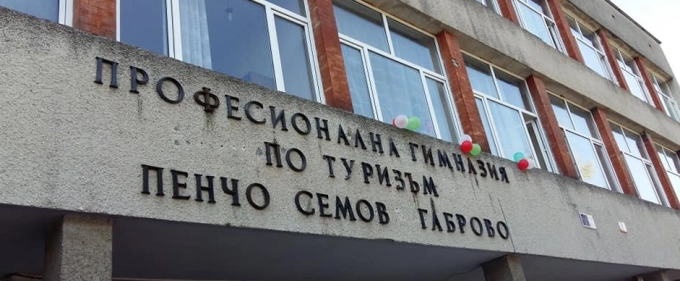 ПРОФЕСИОНАЛНА ГИМНАЗИЯ
ПО ТУРИЗЪМ
ПЕНЧО СЕМОВ ГАБРОВО